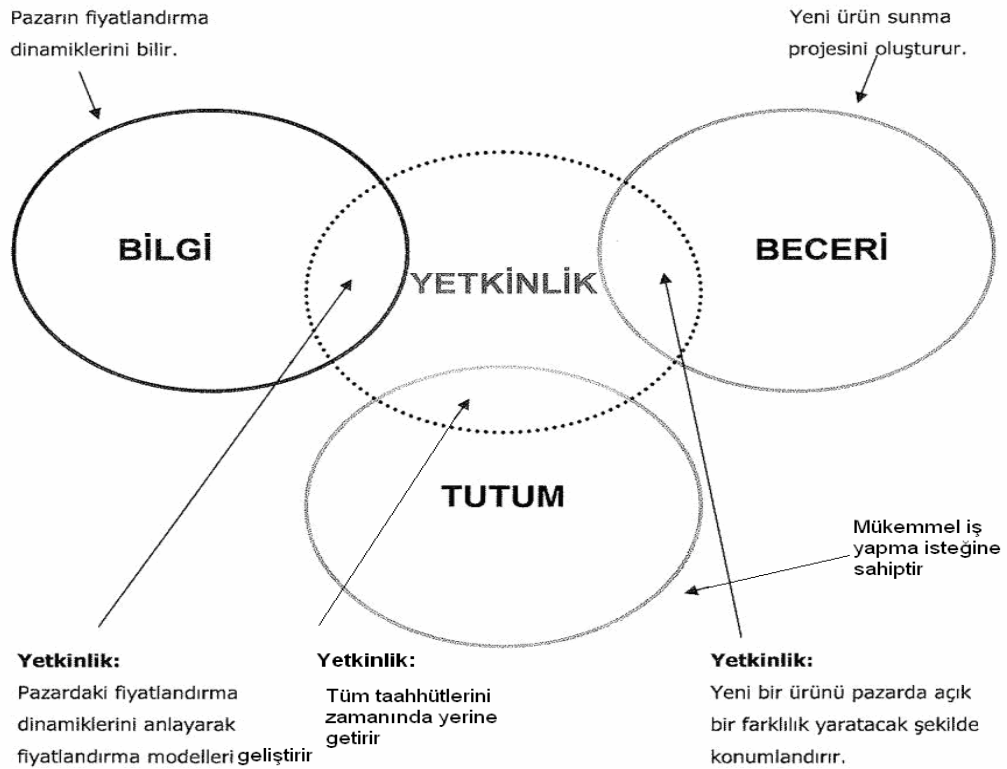 Pazarın fiyatlandırma
dinamiklerini bilir.
Yeni ürün sunma
projesini oluşturur.
BİLGİ
YETKİNLİK
BECERİ
TUTUM
Mükemmel iş
yapma isteğine
sahiptir
Yetkinlik:
Pazardaki fiyatlandırma
dinamiklerini anlayarak
fiyatlandırma modelleri geliştirir
Yetkinlik:
Tüm taahhütlerini
zamanında yerine
getirir
Yetkinlik:
Yeni bir ürünü pazarda açık
bir farklılık yaratacak şekilde
konumlandırır.